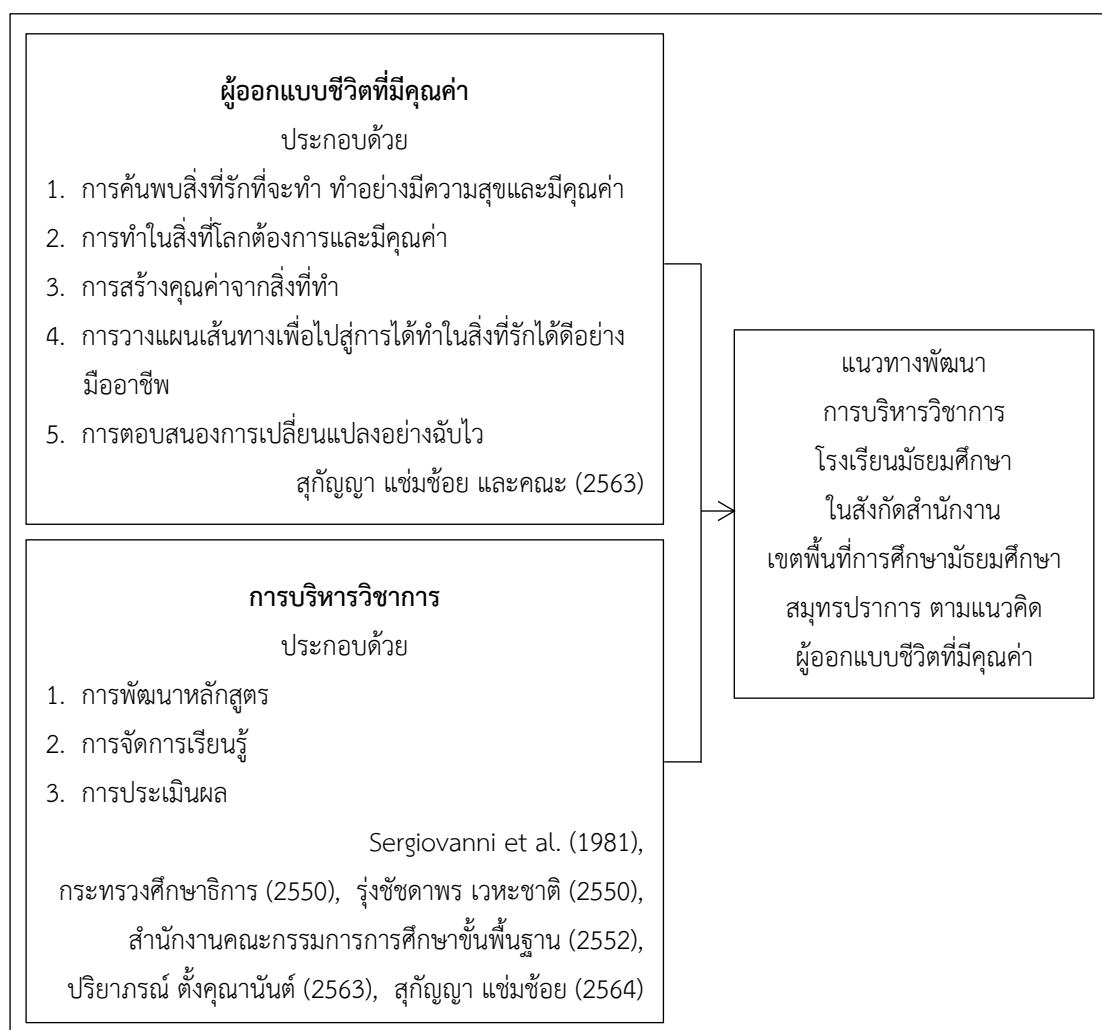 ผู้ออกแบบชีวิตที่มีคุณค่า
ประกอบด้วย
1. การค้นพบสิ่งที่รักที่จะทำ ทำอย่างมีความสุขและมีคุณค่า
2. การทำในสิ่งที่โลกต้องการและมีคุณค่า
3. การสร้างคุณค่าจากสิ่งที่ทำ
4. การวางแผนเส้นทางเพื่อไปสู่การได้ทำในสิ่งที่รักได้ดีอย่าง
มืออาชีพ
5. การตอบสนองการเปลี่ยนแปลงอย่างฉับไว
สุกัญญา แช่มช้อย และคณะ (2563)
การบริหารวิชาการ
ประกอบด้วย
1. การพัฒนาหลักสูตร
2. การจัดการเรียนรู้
3. การประเมินผล
Sergiovanni et al. (1981),
กระทรวงศึกษาธิการ (2550), รุ่งชัชดาพร เวหะชาติ (2550),
สำนักงานคณะกรรมการการศึกษาขั้นพื้นฐาน (2552),
ปริยาภรณ์ ตั้งคุณานันต์ (2563), สุกัญญา แช่มช้อย (2564)
แนวทางพัฒนา
การบริหารวิชาการ
โรงเรียนมัธยมศึกษา
ในสังกัดสำนักงาน
เขตพื้นที่การศึกษามัธยมศึกษา
สมุทรปราการ ตามแนวคิด
ผู้ออกแบบชีวิตที่มีคุณค่า